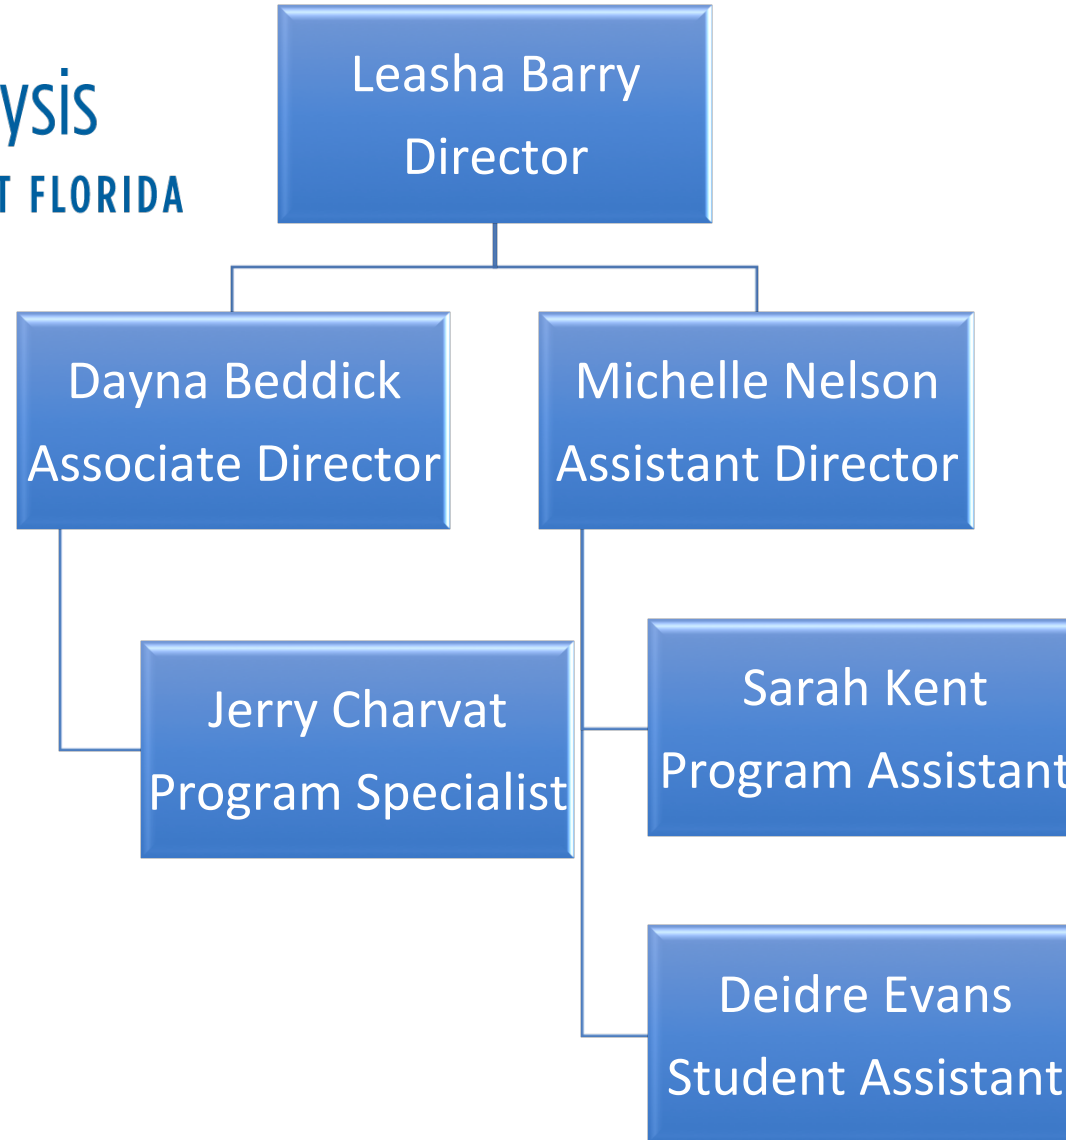 Leasha Barry
Director
FLORIDA
Dayna Beddick
Associate Director
Michelle Nelson
Assistant Director
Jerry Charvat
Program Specialist
Sarah Kent
Program Assistant
Deidre Evans
Student Assistant